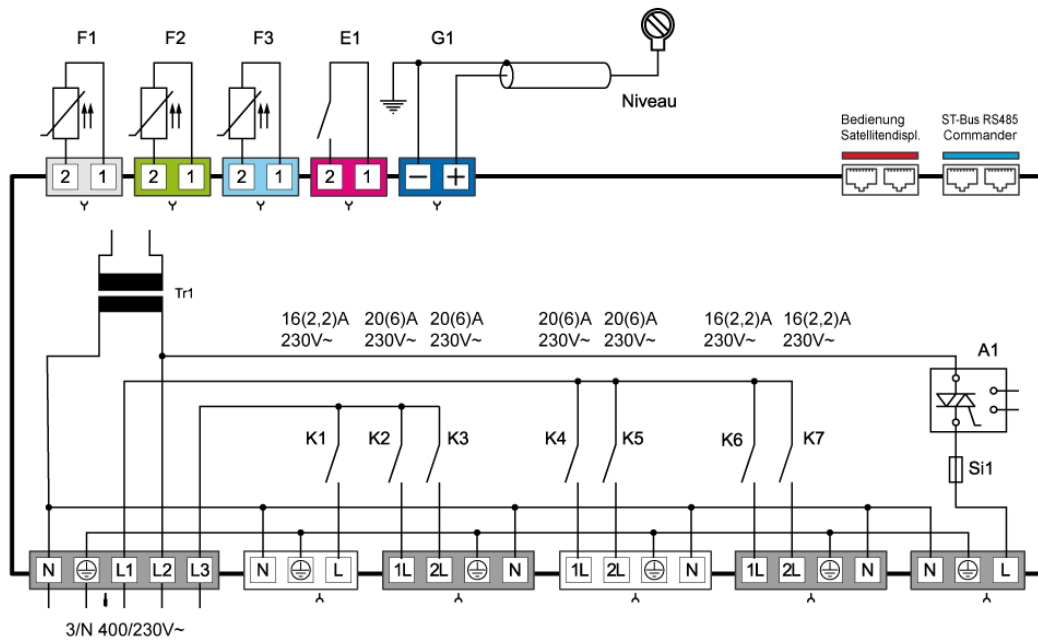 F1 F2 F3 E1 G1
Niveau
Bedienung
Satellitendispl.
ST-Bus RS485
Commander
2 1 2 1 2 1 2 1 − +
Tr1
16(2,2)A 20(6)A 20(6)A 20(6)A 20(6)A 16(2,2)A 16(2,2)A
230V~ 230V~ 230V~ 230V~ 230V~ 230V~ 230V~
A1
K1 K2 K3 K4 K5 K6 K7
Si1
N L1 L2 L3 N L 1L 2L N 1L 2L N 1L 2L N N L
3/N 400/230V~